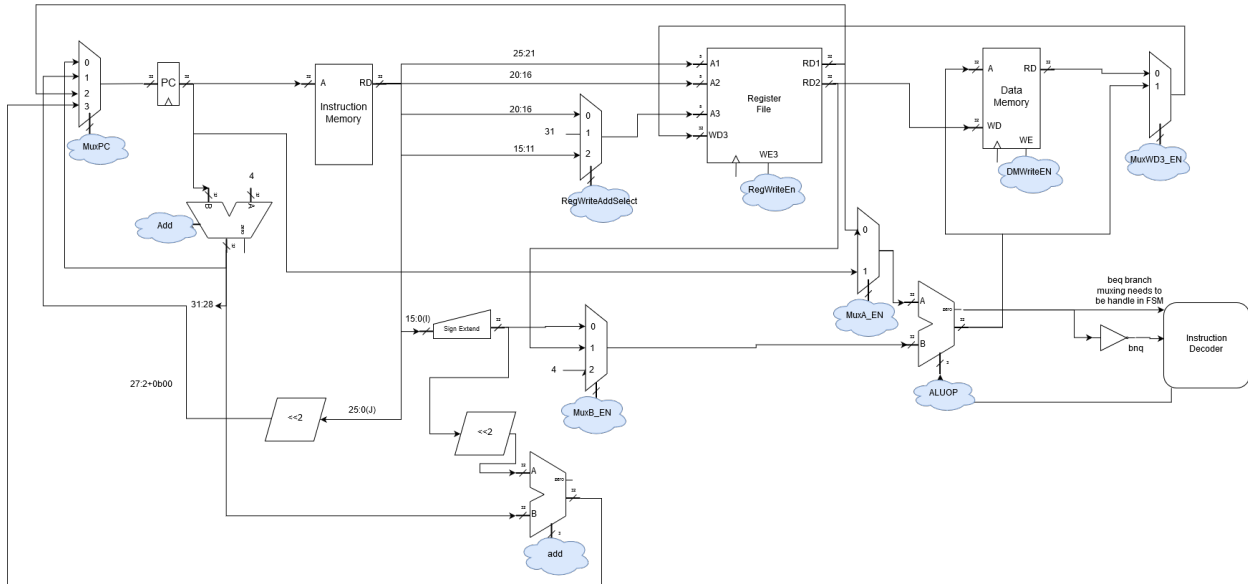 0
1
2
3
MuxPC
PC
A
RD
Instruction
Memory
25:21
20:16
20:16
31
15:11
0
1
2
RegWriteAddSelect
A1
A2
A3
WD3
RD1
RD2
Register
File
WE3
RegWriteEn
A
RD
Data
Memory
WD
WE
DMWriteEN
0
1
MuxWD3_EN
4
B
A
zero
Add
31:28
27:2+0b00
<<2
25:0(J)
15:0(I)
Sign Extend
0
1
4
2
MuxB_EN
<<2
A
B
zero
add
0
1
MuxA_EN
A
B
zero
ALUOP
beq branch
muxing needs to
be handle in FSM
bnq
Instruction
Decoder